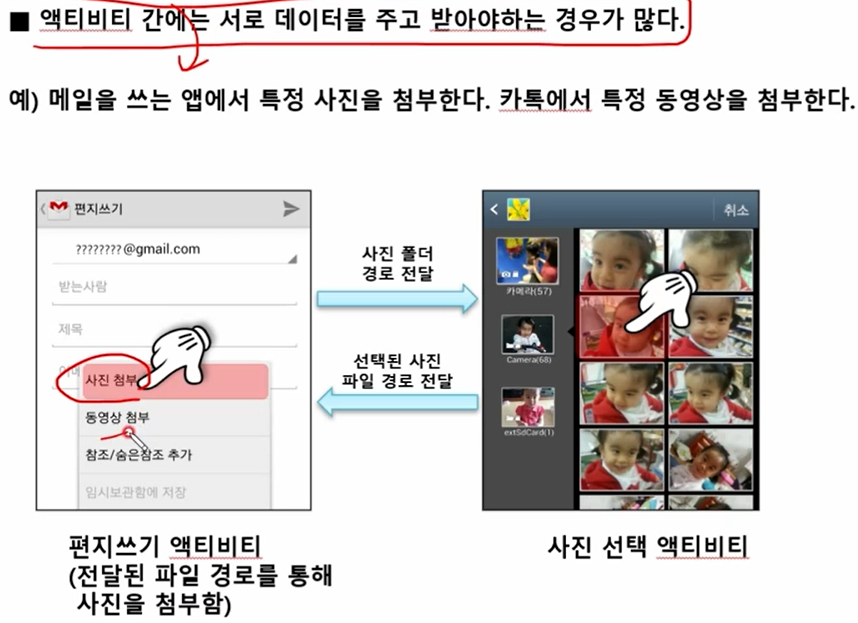 ■ 액티비티 간에는 서로 데이터를 주고 받아야하는 경우가 많다.
예) 메일을 쓰는 앱에서 특정 사진을 첨부한다. 카톡에서 특정 동영상을 첨부한다.
편지쓰기
????????@gmail.com
받는사람
제목
사진 첨부
동영상 첨부
참조/숨은참조 추가
임시보관함에 저장
사진 폴더
경로 전달
선택된 사진
파일 경로 전달
취소
카메라(57)
Camera(68)
extSdCard(1)
편지쓰기 액티비티
(전달된 파일 경로를 통해
사진을 첨부함)
사진 선택 액티비티